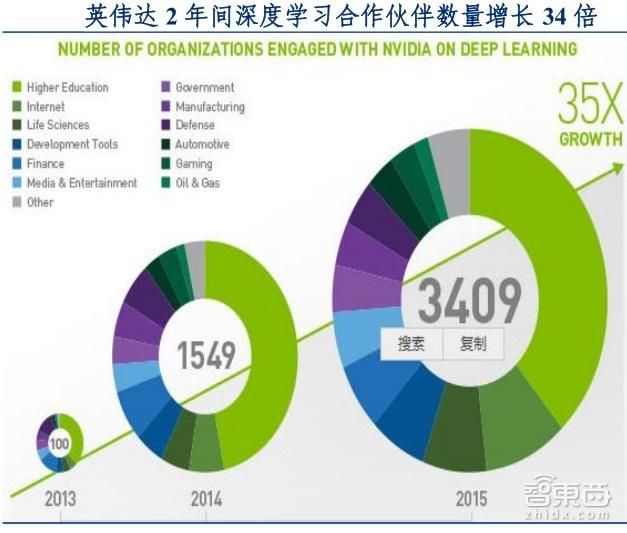 英伟达 2 年间深度学习合作伙伴数量增长 34 倍
NUMBER OF ORGANIZATIONS ENGAGED WITH NVIDIA ON DEEP LEARNING
Higher Education
Internet
Life Sciences
Development Tools
Finance
Media & Entertainment
Other
Government
Manufacturing
Defense
Automotive
Gaming
Oil & Gas
35X
GROWTH
100
1549
3409
搜索 复制
2013 2014 2015
智東西
zhidx.com